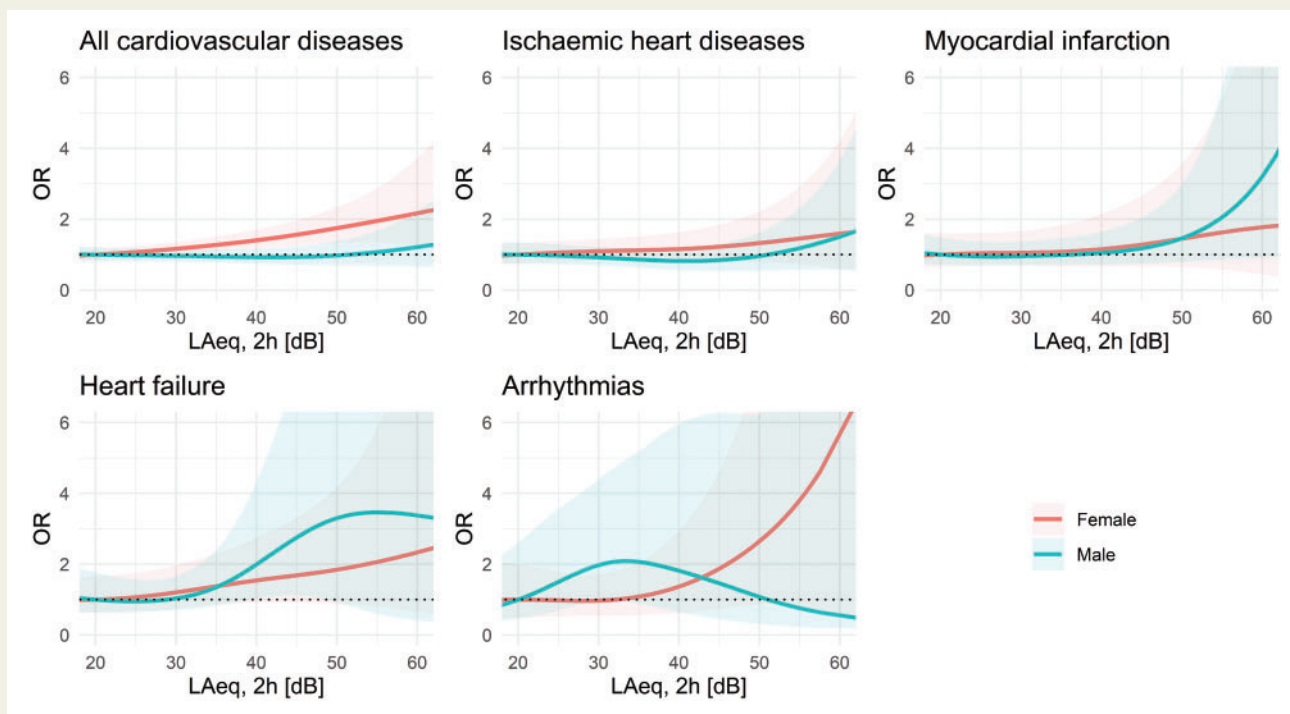 All cardiovascular diseases
6
4
2
0
OR
20 30 40 50 60
LAeq, 2h [dB]
Ischaemic heart diseases
6
4
2
0
OR
20 30 40 50 60
LAeq, 2h [dB]
Myocardial infarction
6
4
2
0
OR
20 30 40 50 60
LAeq, 2h [dB]
Heart failure
6
4
2
0
OR
20 30 40 50 60
LAeq, 2h [dB]
Arrhythmias
6
4
2
0
OR
20 30 40 50 60
LAeq, 2h [dB]
Female
Male